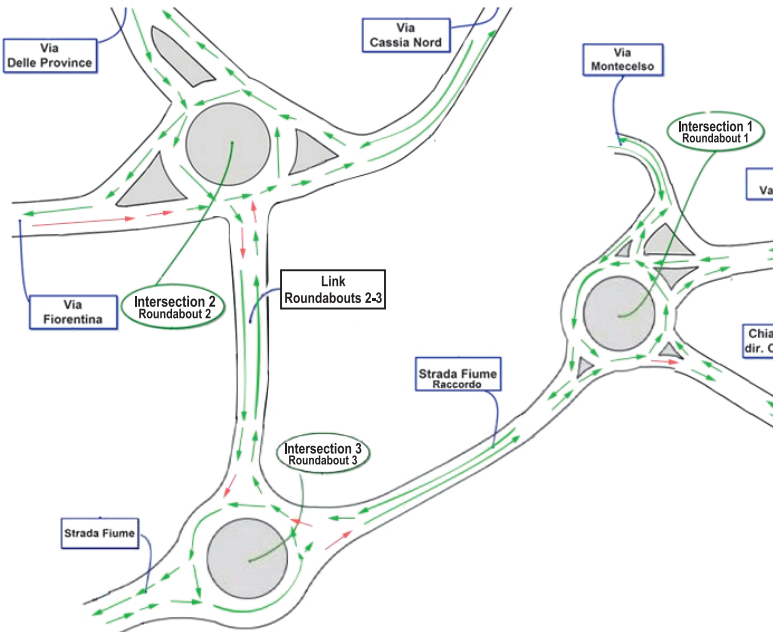 Via
Delle Province
Via
Cassia Nord
Via
Montecelso
Intersection 1
Roundabout 1
Va
Link
Roundabouts 2-3
Via
Fiorentina
Intersection 2
Roundabout 2
Chia
dir. C
Strada Fiume
Raccordo
Intersection 3
Roundabout 3
Strada Fiume